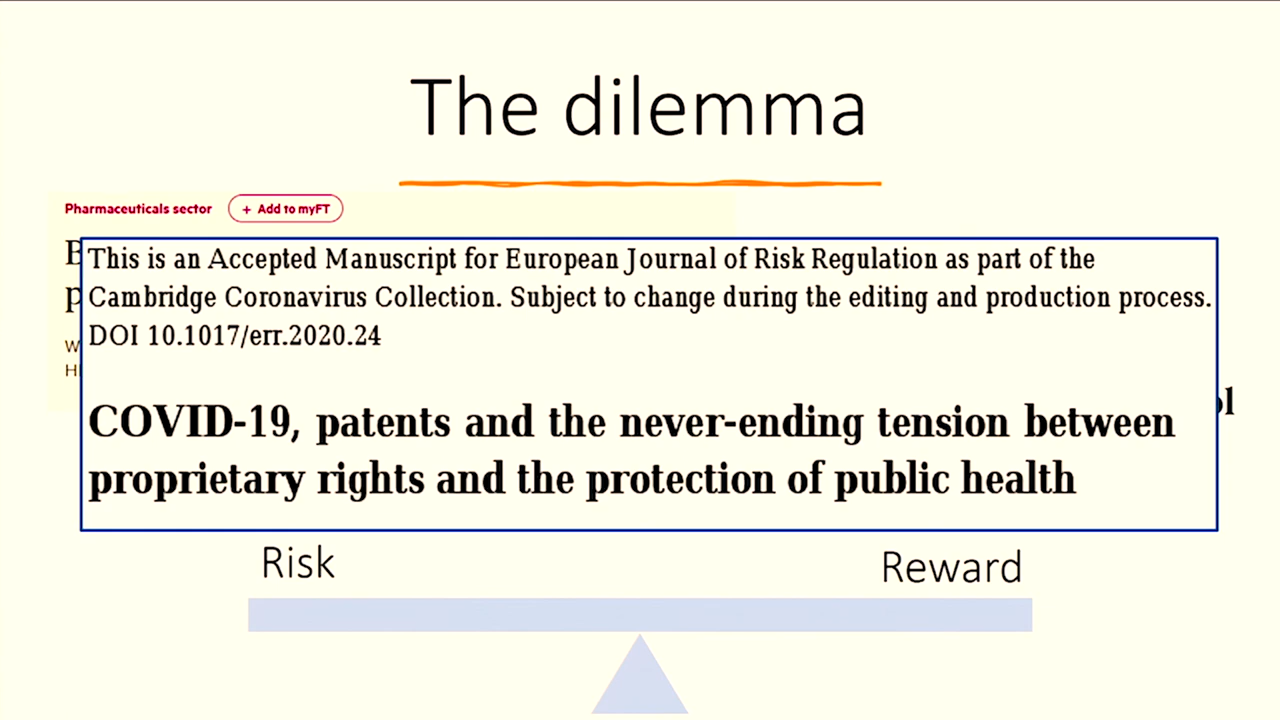 The dilemma
Pharmaceuticals sector
+ Add to myFT
This is an Accepted Manuscript for European Journal of Risk Regulation as part of the
Cambridge Coronavirus Collection. Subject to change during the editing and production process.
DOI 10.1017/err.2020.24
COVID-19, patents and the never-ending tension between
proprietary rights and the protection of public health
Risk
Reward